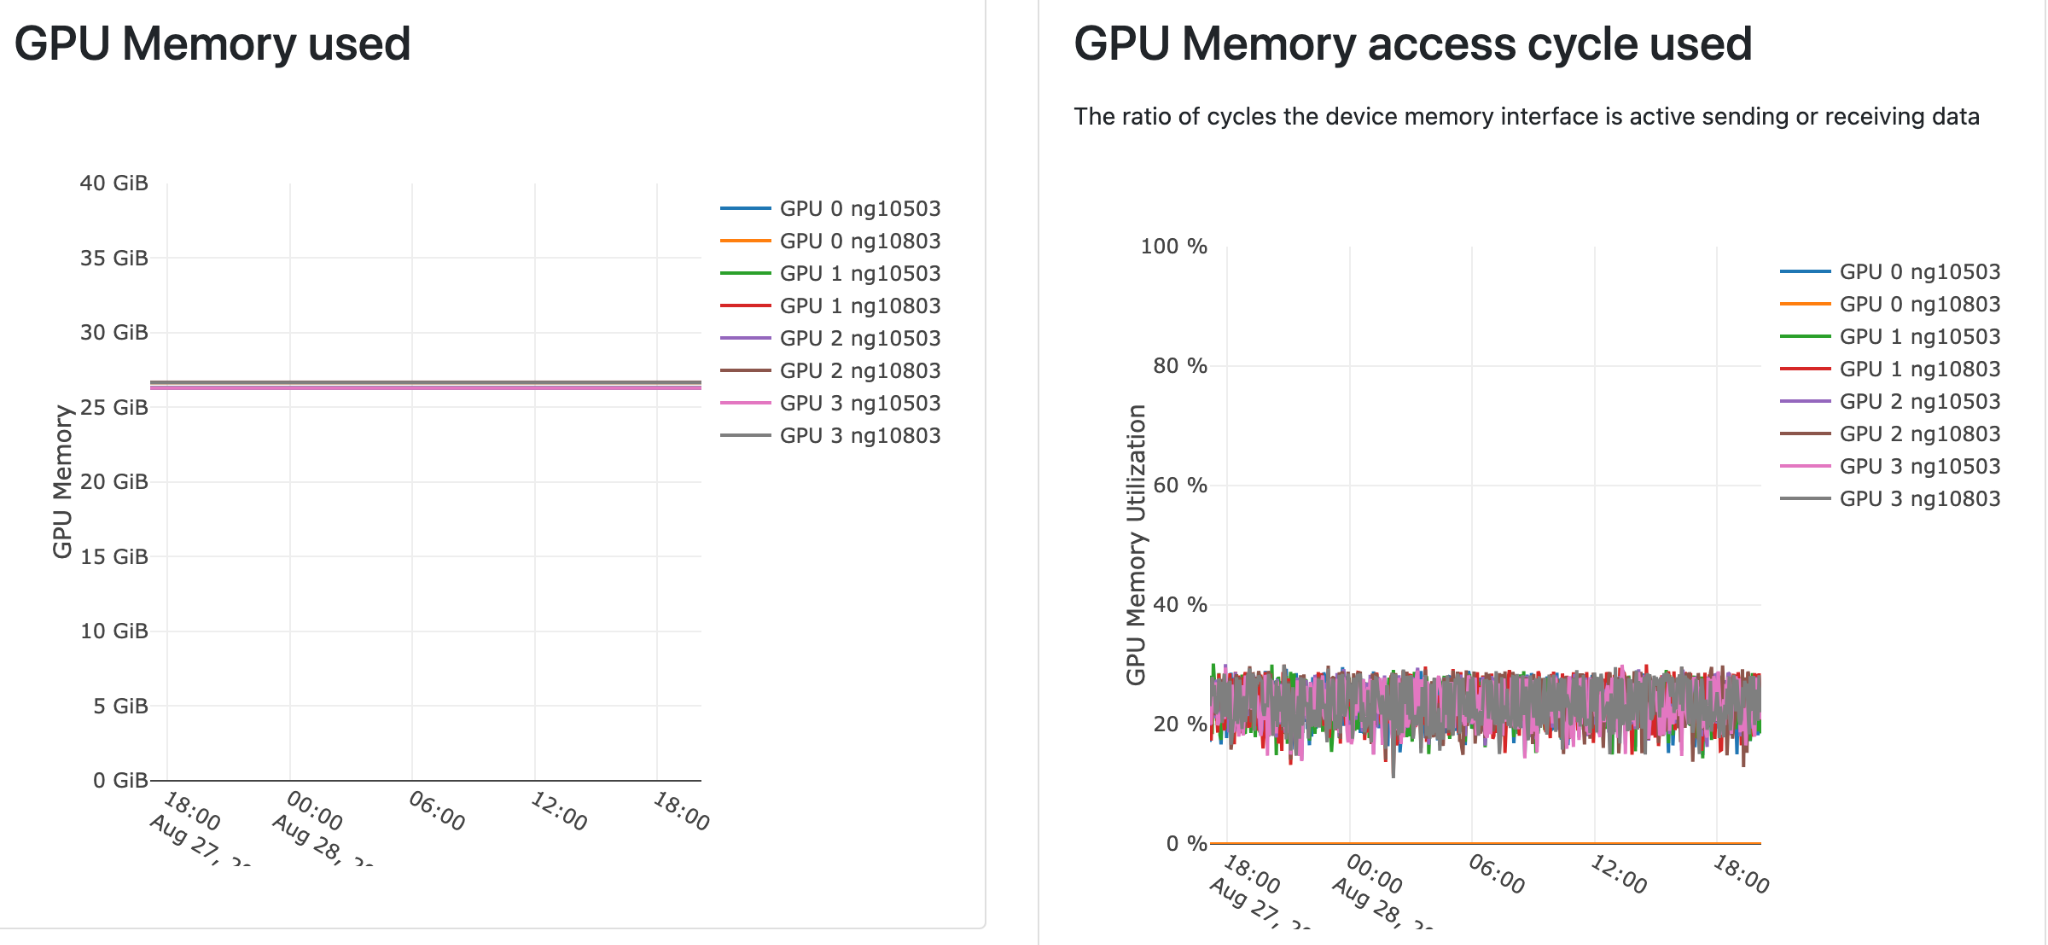 GPU Memory used
40 GiB
35 GiB
30 GiB
25 GiB
20 GiB
15 GiB
10 GiB
5 GiB
0 GiB
GPU Memory
18:00
Aug 27,
00:00
Aug 28,
06:00
12:00
18:00
GPU 0 ng10503
GPU 0 ng10803
GPU 1 ng10503
GPU 1 ng10803
GPU 2 ng10503
GPU 2 ng10803
GPU 3 ng10503
GPU 3 ng10803
GPU Memory access cycle used
The ratio of cycles the device memory interface is active sending or receiving data
100 %
80 %
60 %
40 %
20 %
0 %
GPU Memory Utilization
18:00
Aug 27,
00:00
Aug 28,
06:00
12:00
18:00
GPU 0 ng10503
GPU 0 ng10803
GPU 1 ng10503
GPU 1 ng10803
GPU 2 ng10503
GPU 2 ng10803
GPU 3 ng10503
GPU 3 ng10803